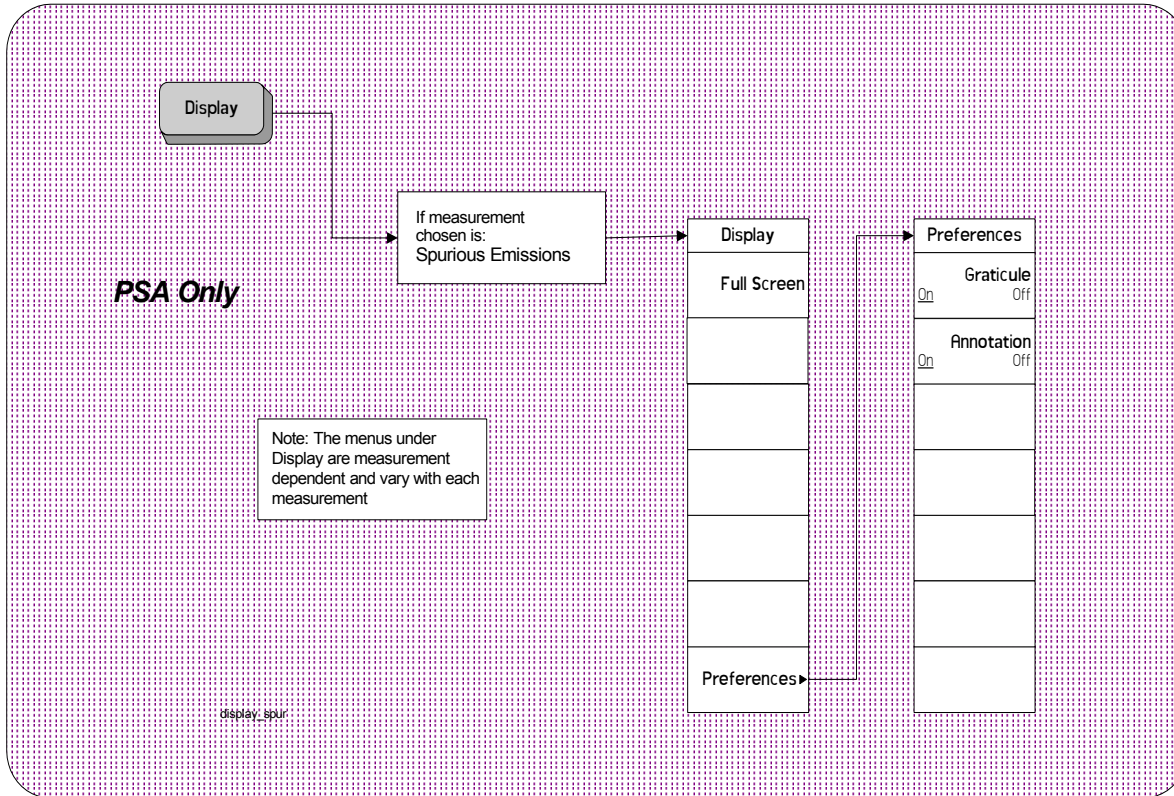 Display
If measurement
chosen is:
Spurious Emissions
PSA Only
Note: The menus under
Display are measurement
dependent and vary with each
measurement
Display
Full Screen
Preferences
Preferences
Graticule
On Off
Annotation
On Off
display_spur